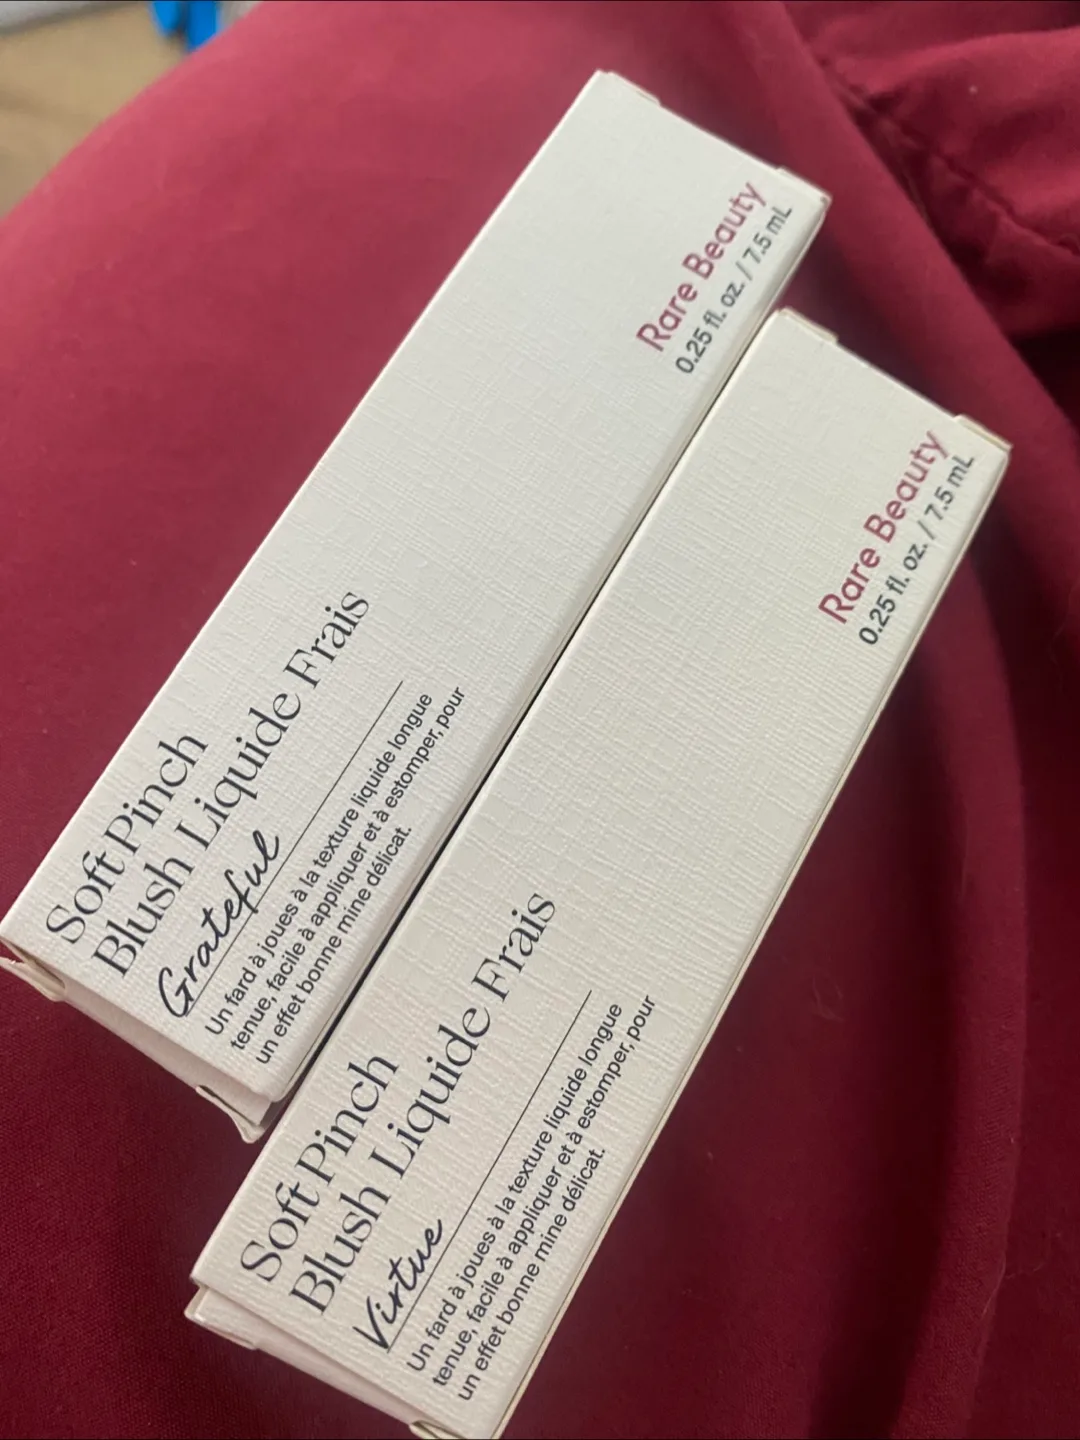 Rare Beauty
0.25 fl. oz. / 7.5 mL
Soft Pinch
Blush Liquide Frais
Grateful
Un fard à joues à la texture liquide longue
tenue, facile à appliquer et à estomper, pour
un effet bonne mine délicat.
Rare Beauty
0.25 fl. oz. / 7.5 mL
Soft Pinch
Blush Liquide Frais
Virtue
Un fard à joues à la texture liquide longue
tenue, facile à appliquer et à estomper, pour
un effet bonne mine délicat.